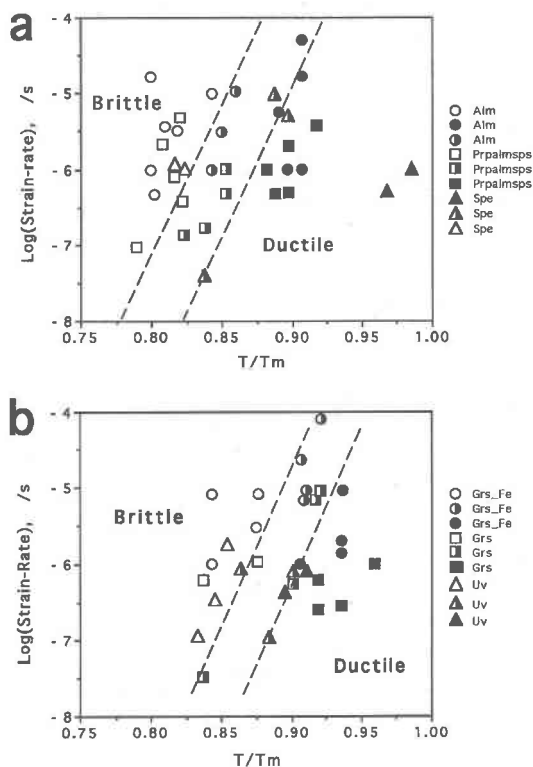 a
- 4
- 5
- 6
- 7
- 8
Log(Strain-rate), /s
Brittle
Ductile
0.75
0.80
0.85
0.90
0.95
1.00
T/Tm
Alm
Alm
Alm
Prpalmsps
Prpalmsps
Prpalmsps
Spe
Spe
Spe
b
- 4
- 5
- 6
- 7
- 8
Log(Strain-Rate), /s
Brittle
Ductile
0.75
0.80
0.85
0.90
0.95
1.00
T/Tm
Grs_Fe
Grs_Fe
Grs_Fe
Grs
Grs
Grs
Uv
Uv
Uv